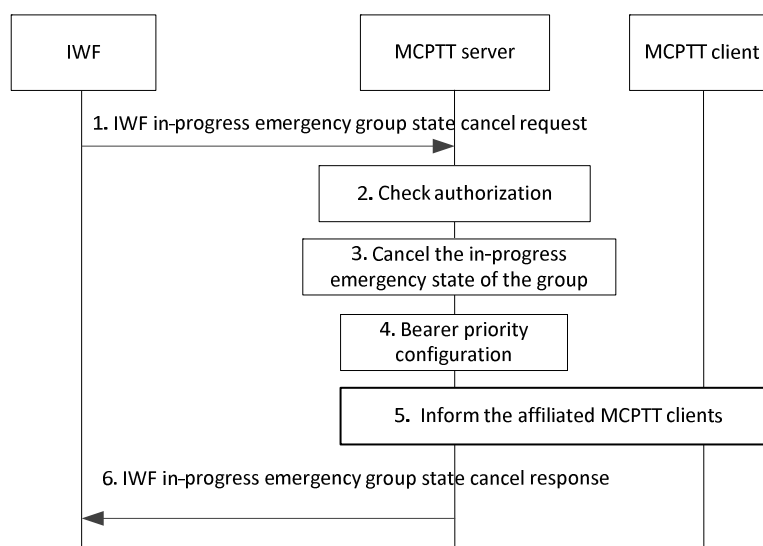 IWF
MCPTT server
MCPTT client
1. IWF in-progress emergency group state cancel request
2. Check authorization
3. Cancel the in-progress
emergency state of the group
4. Bearer priority
configuration
5. Inform the affiliated MCPTT clients
6. IWF in-progress emergency group state cancel response